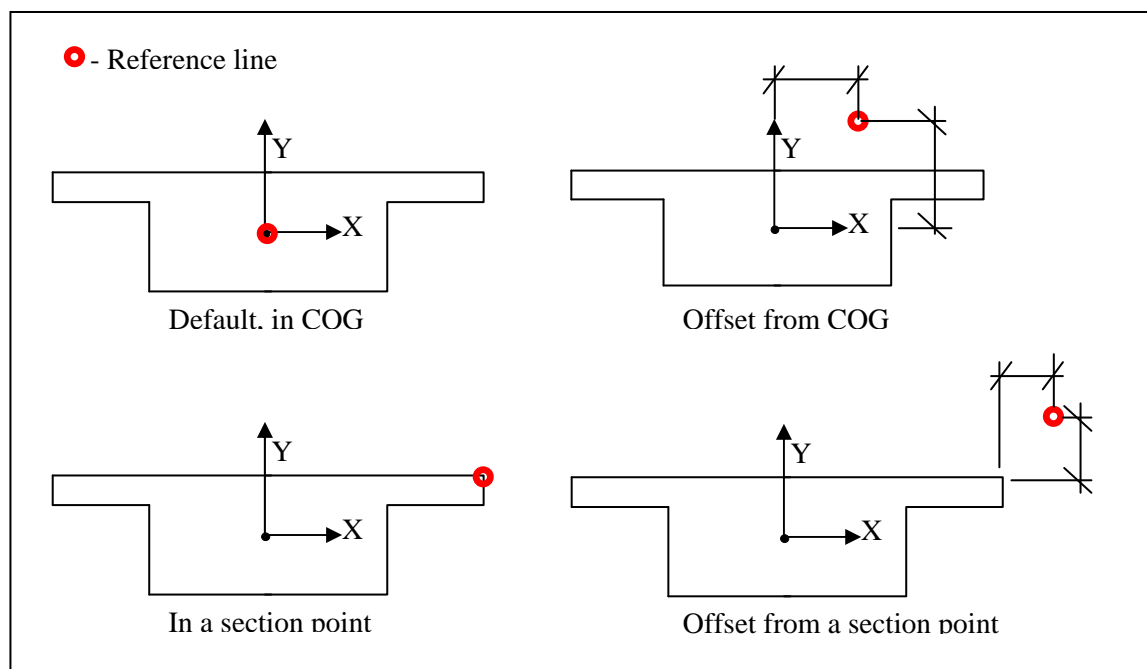 - Reference line
Y
X
Default, in COG
Y
X
Offset from COG
Y
X
In a section point
Y
X
Offset from a section point